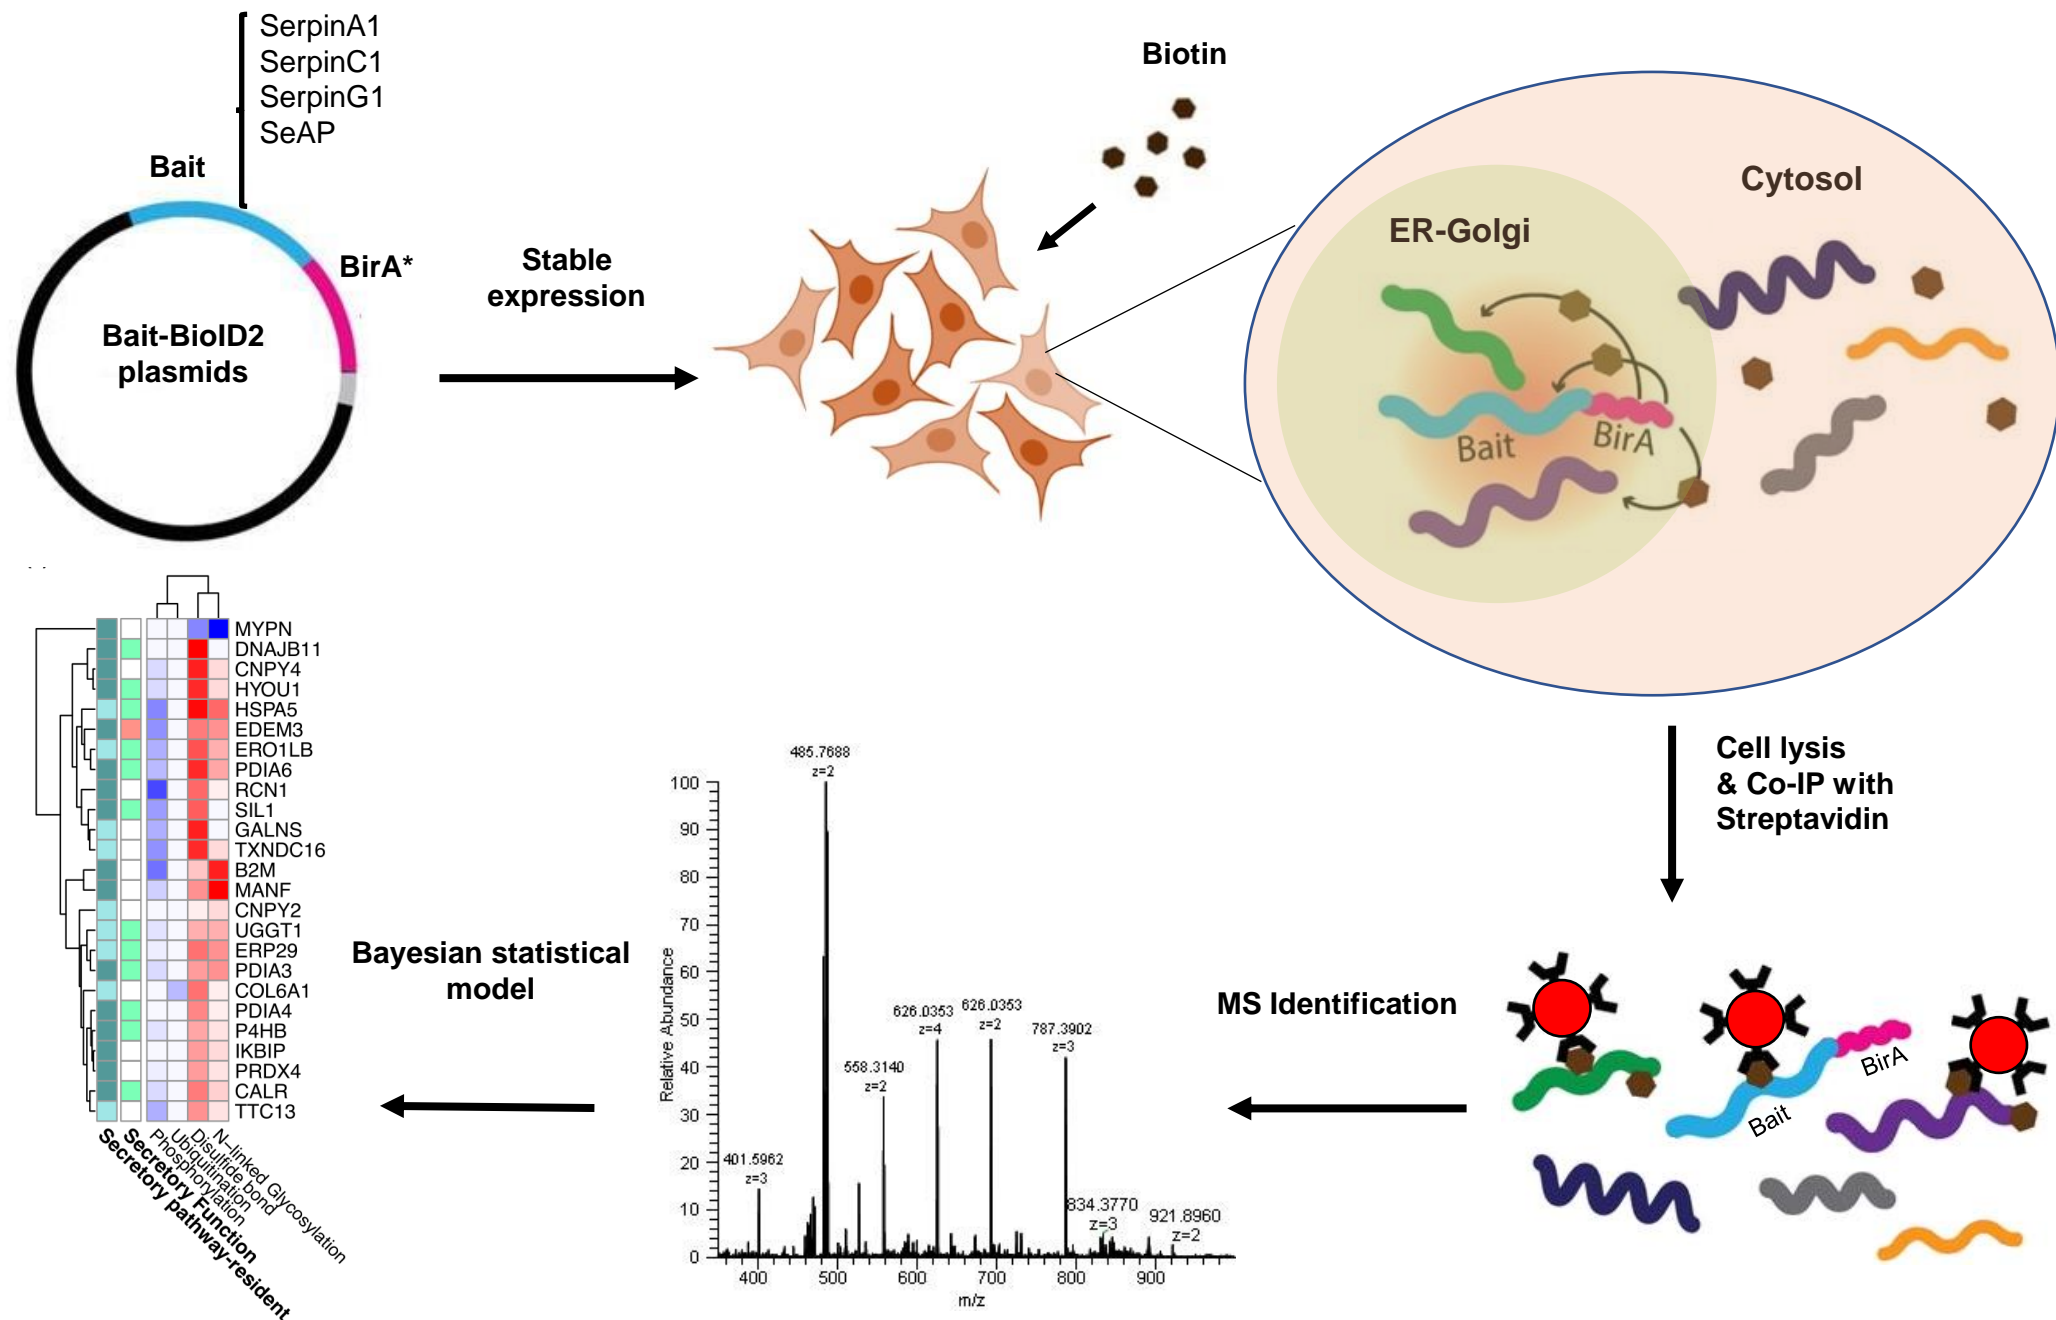 SerpinA1
SerpinC1
SerpinG1
SeAP
Bait
BirA*
Bait-BioID2
plasmids
Stable
expression
Biotin
Cytosol
ER-Golgi
Bait
BirA
Cell lysis
& Co-IP with
Streptavidin
BirA
Bait
MS Identification
485.7688
z=2
626.0353
z=4
626.0353
z=2
787.3902
z=3
558.3140
z=2
401.5962
z=3
834.3770
z=3
921.8960
z=2
100
90
80
70
60
50
40
30
20
10
0
Relative Abundance
400
500
600
700
800
900
m/z
Bayesian statistical
model
MYPN
DNAJB11
CNPY4
HYOU1
HSPA5
EDEM3
ERO1LB
PDIA6
RCN1
SIL1
GALNS
TXNDC16
B2M
MANF
CNPY2
UGGT1
ERP29
PDIA3
COL6A1
PDIA4
P4HB
IKBIP
PRDX4
CALR
TTC13
Secretory pathway-resident
Secretory Function
Phosphorylation
Ubiquitination
Disulfide bond
N-linked Glycosylation